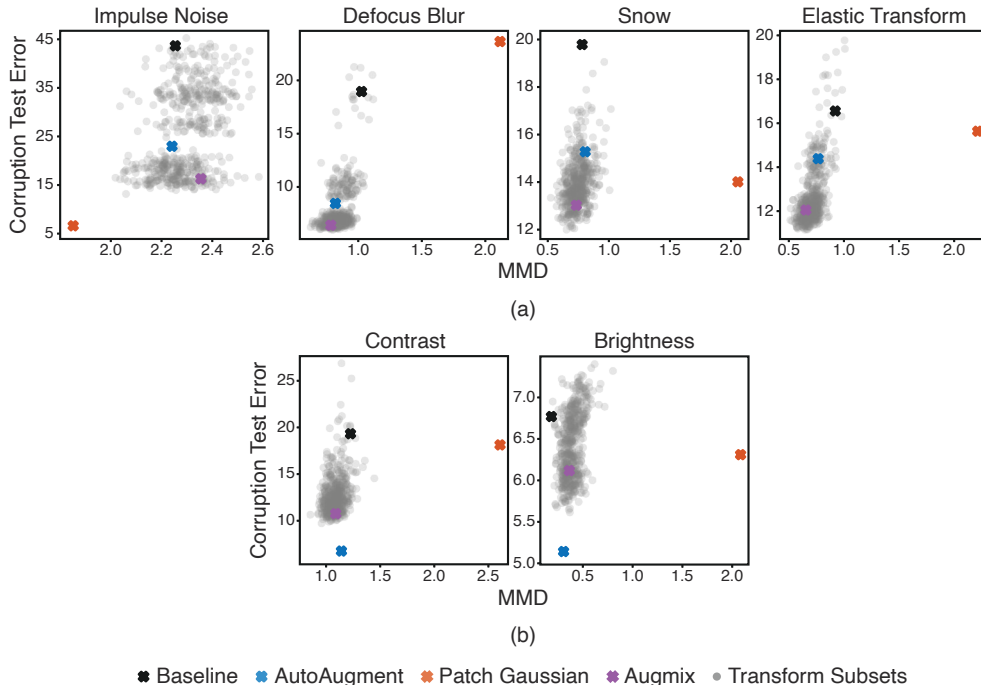 Impulse Noise Defocus Blur Snow Elastic Transform
Corruption Test Error
45
35
25
15
5
2.0 2.2 2.4 2.6
20
15
10
1.0 1.5 2.0
20
18
16
14
12
0.5 1.0 1.5 2.0
20
18
16
14
12
0.5 1.0 1.5 2.0
MMD
(a)
Contrast Brightness
Corruption Test Error
25
20
15
10
1.0 1.5 2.0 2.5
7.0
6.5
6.0
5.5
5.0
0.5 1.0 1.5 2.0
MMD
(b)
Baseline AutoAugment Patch Gaussian Augmix Transform Subsets